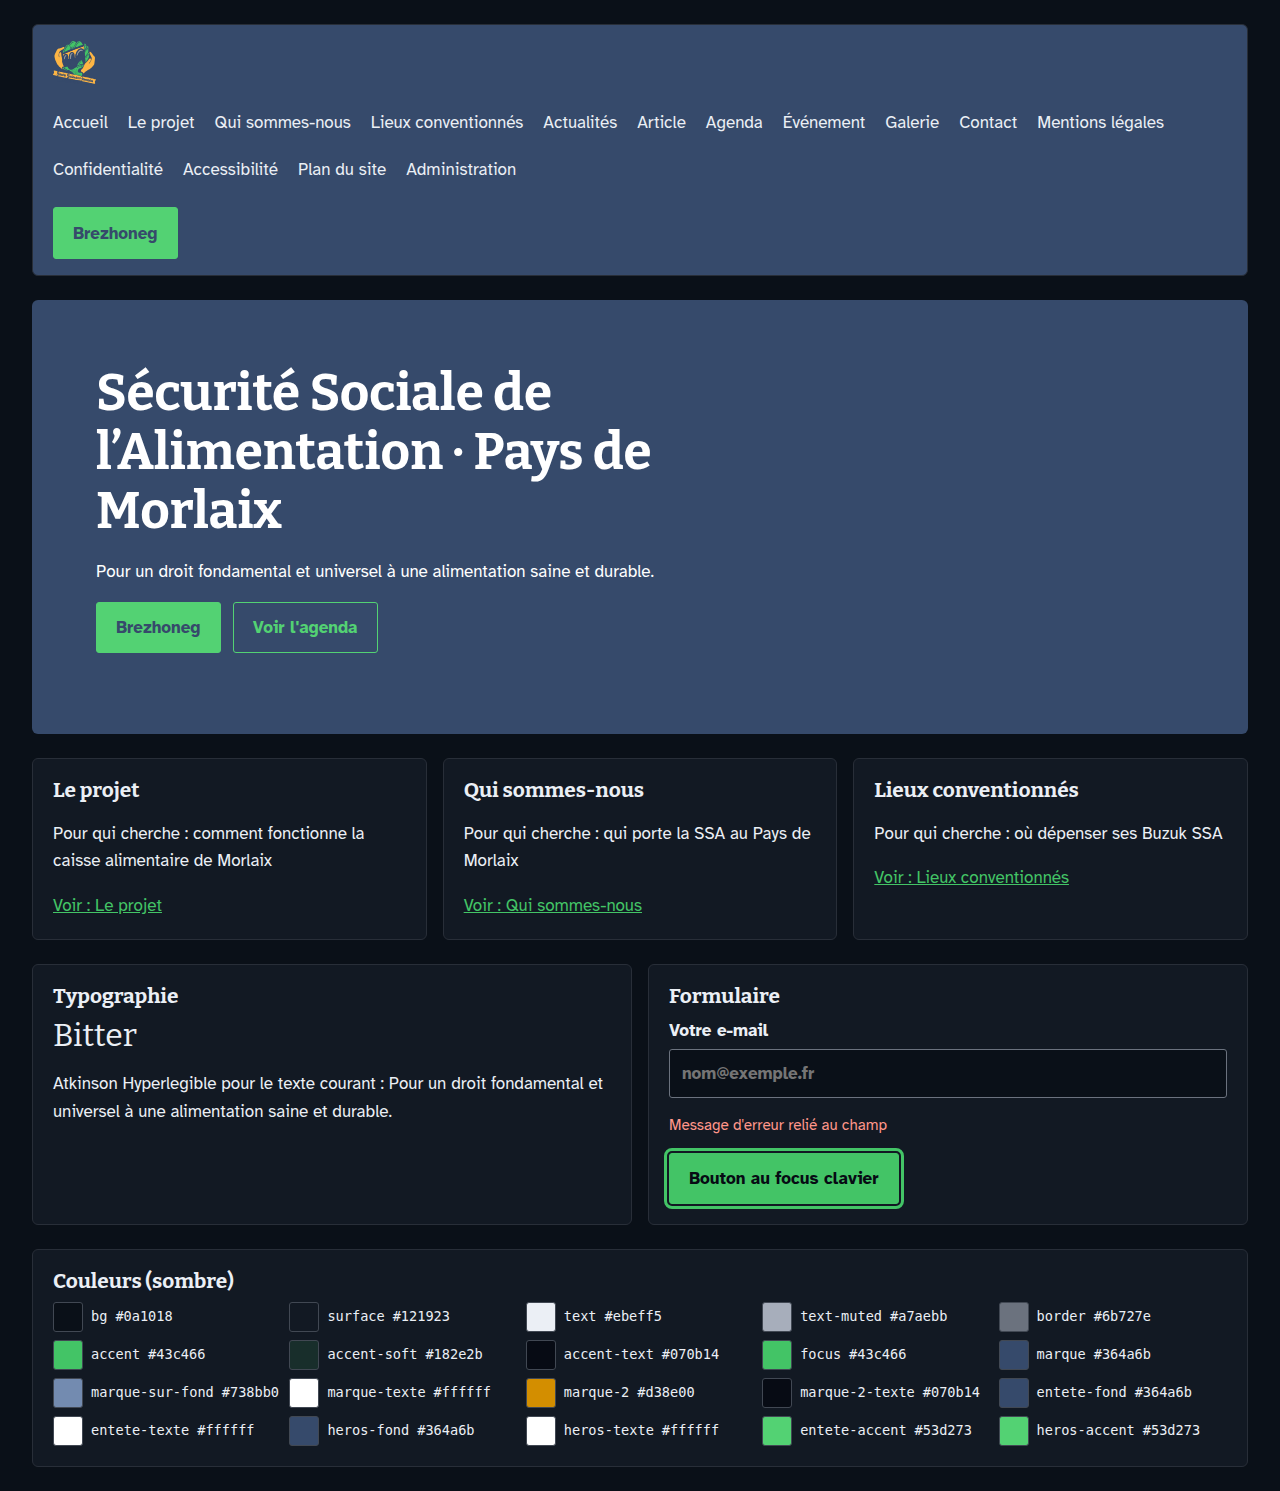 Accueil Le projet Qui sommes-nous Lieux conventionnés Actualités Article Agenda Événement Galerie Contact Mentions légales
Confidentialité Accessibilité Plan du site Administration
Brezhoneg
Sécurité Sociale de
l’Alimentation · Pays de
Morlaix
Pour un droit fondamental et universel à une alimentation saine et durable.
Brezhoneg Voir l'agenda
Le projet
Pour qui cherche : comment fonctionne la
caisse alimentaire de Morlaix
Voir : Le projet
Qui sommes-nous
Pour qui cherche : qui porte la SSA au Pays de
Morlaix
Voir : Qui sommes-nous
Lieux conventionnés
Pour qui cherche : où dépenser ses Buzuk SSA
Voir : Lieux conventionnés
Typographie
Bitter
Atkinson Hyperlegible pour le texte courant : Pour un droit fondamental et
universel à une alimentation saine et durable.
Formulaire
Votre e-mail
nom@exemple.fr
Message d'erreur relié au champ
Bouton au focus clavier
Couleurs (sombre)
bg #0a1018 surface #121923 text #ebeff5 text-muted #a7aebb border #6b727e
accent #43c466 accent-soft #182e2b accent-text #070b14 focus #43c466 marque #364a6b
marque-sur-fond #738bb0 marque-texte #ffffff marque-2 #d38e00 marque-2-texte #070b14 entete-fond #364a6b
entete-texte #ffffff heros-fond #364a6b heros-texte #ffffff entete-accent #53d273 heros-accent #53d273